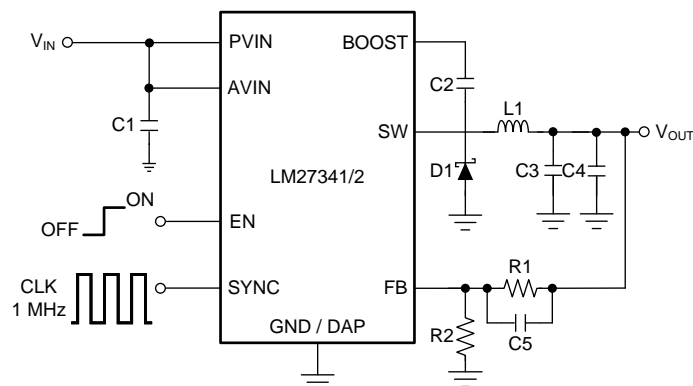 V_IN
PVIN
BOOST
C2
AVIN
C1
SW
L1
V_OUT
LM27341/2
D1
C3
C4
ON
OFF
EN
CLK
1 MHz
SYNC
FB
R1
GND / DAP
R2
C5